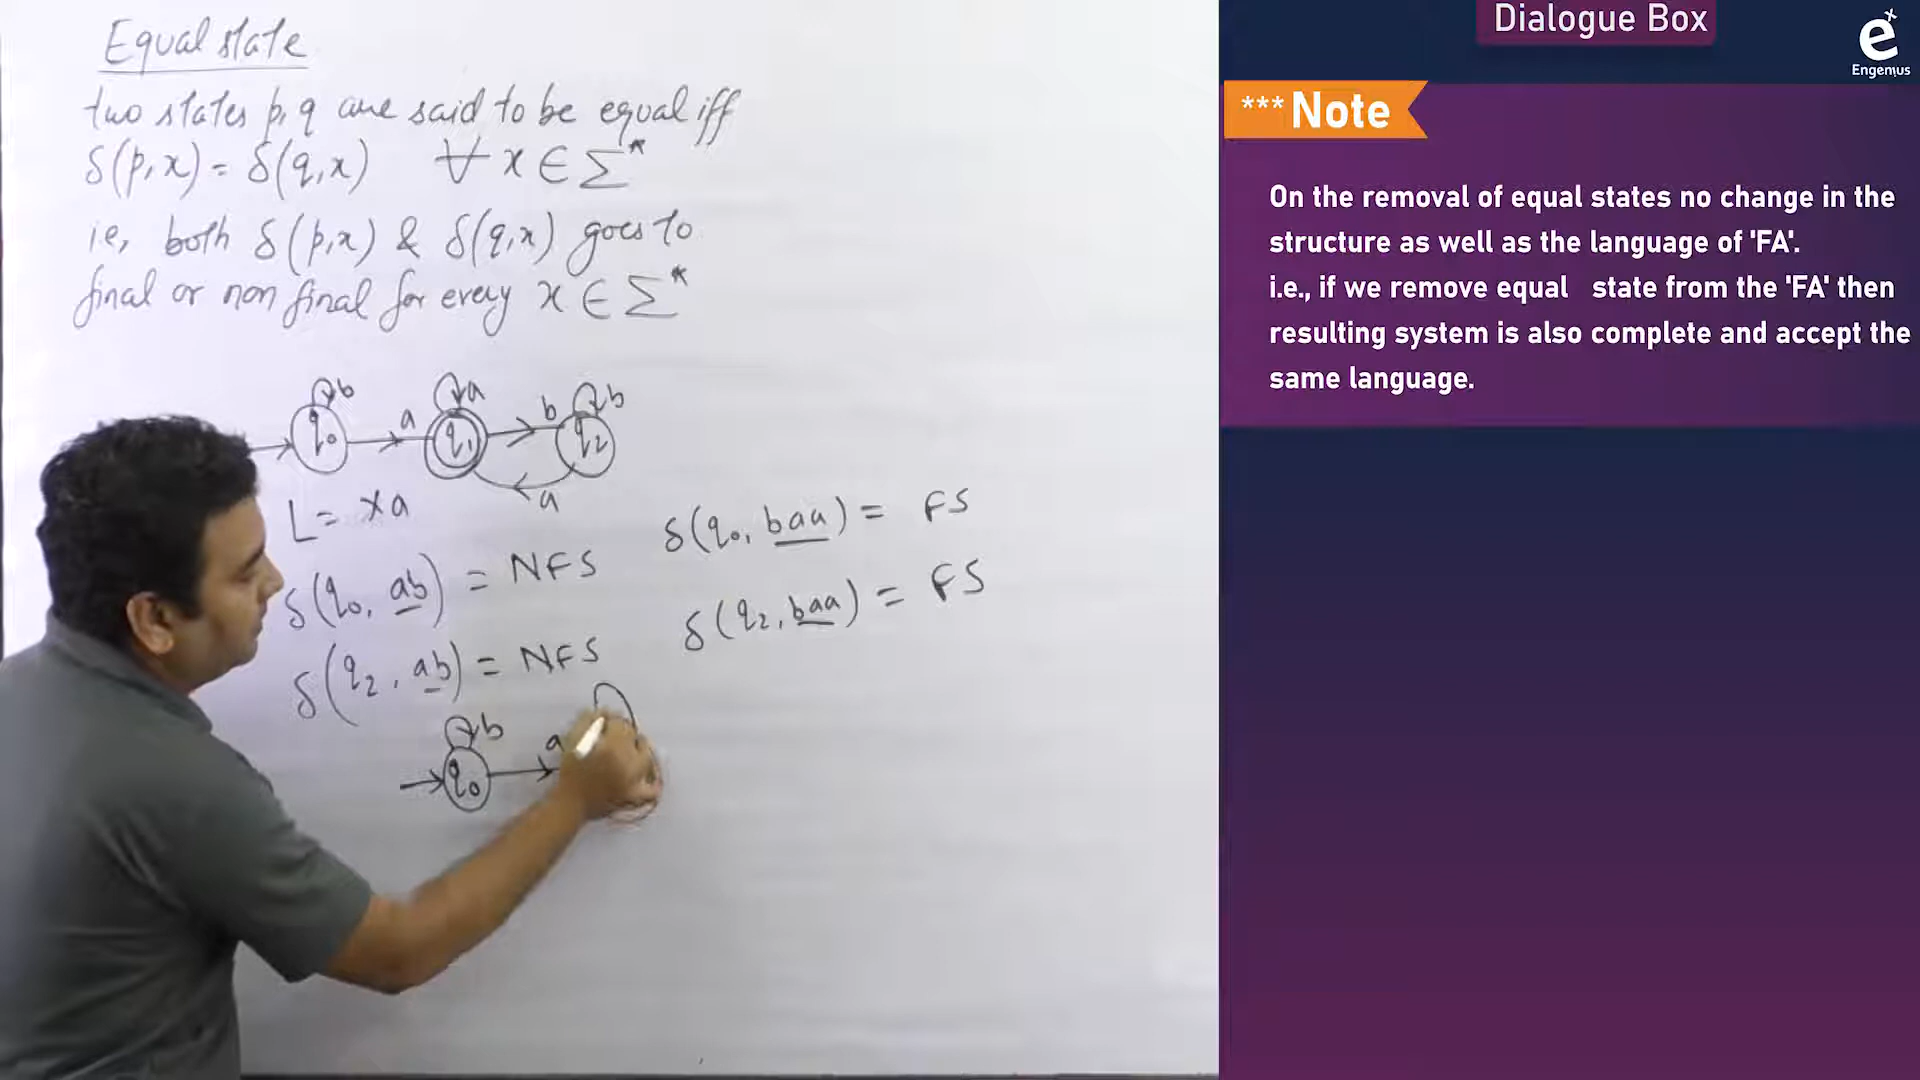 Equal state
two states p, q are said to be equal iff
δ(p,x) = δ(q,x) ∀ x ∈ Σ*
i.e, both δ(p,x) & δ(q,x) goes to
final or non final for every x ∈ Σ*
b a b
q0 a q1 b q2
a
L = xa
δ(q0, ab) = NFS
δ(q2, ab) = NFS
δ(q0, baa) = FS
δ(q2, baa) = FS
b
q0 a
Dialogue Box
ex
Engenius
*** Note
On the removal of equal states no change in the
structure as well as the language of 'FA'.
i.e., if we remove equal state from the 'FA' then
resulting system is also complete and accept the
same language.